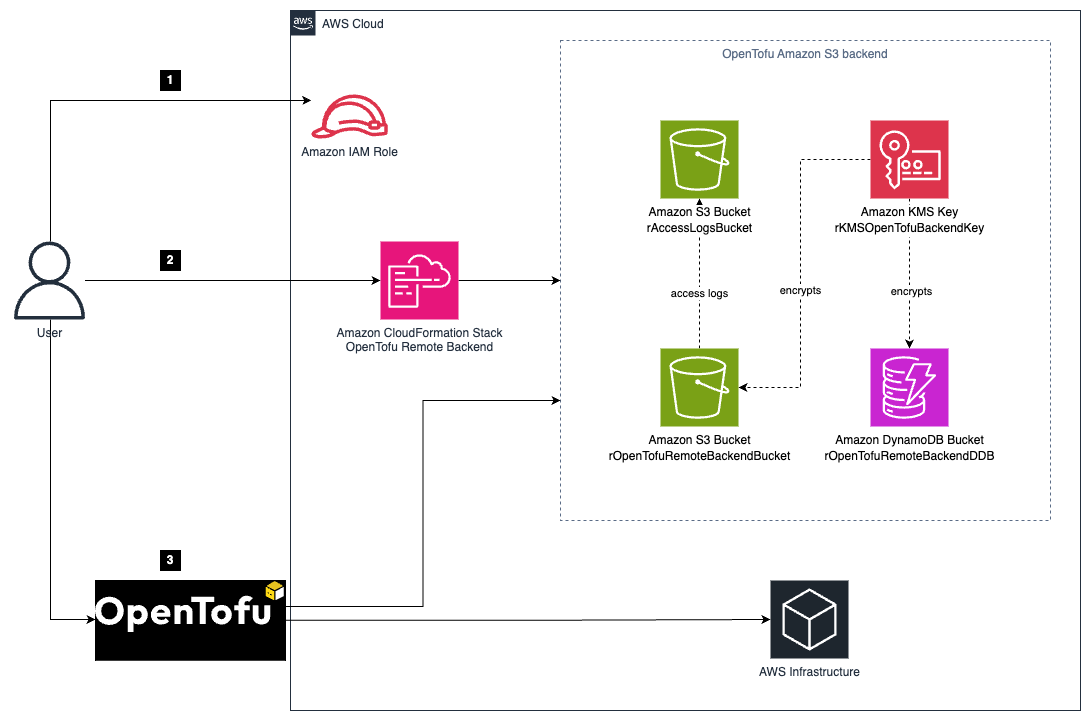 aws
AWS Cloud
OpenTofu Amazon S3 backend
1
Amazon IAM Role
Amazon S3 Bucket
rAccessLogsBucket
Amazon KMS Key
rKMSOpenTofuBackendKey
2
User
Amazon CloudFormation Stack
OpenTofu Remote Backend
access logs
encrypts
encrypts
Amazon S3 Bucket
rOpenTofuRemoteBackendBucket
Amazon DynamoDB Bucket
rOpenTofuRemoteBackendDDB
3
OpenTofu
AWS Infrastructure